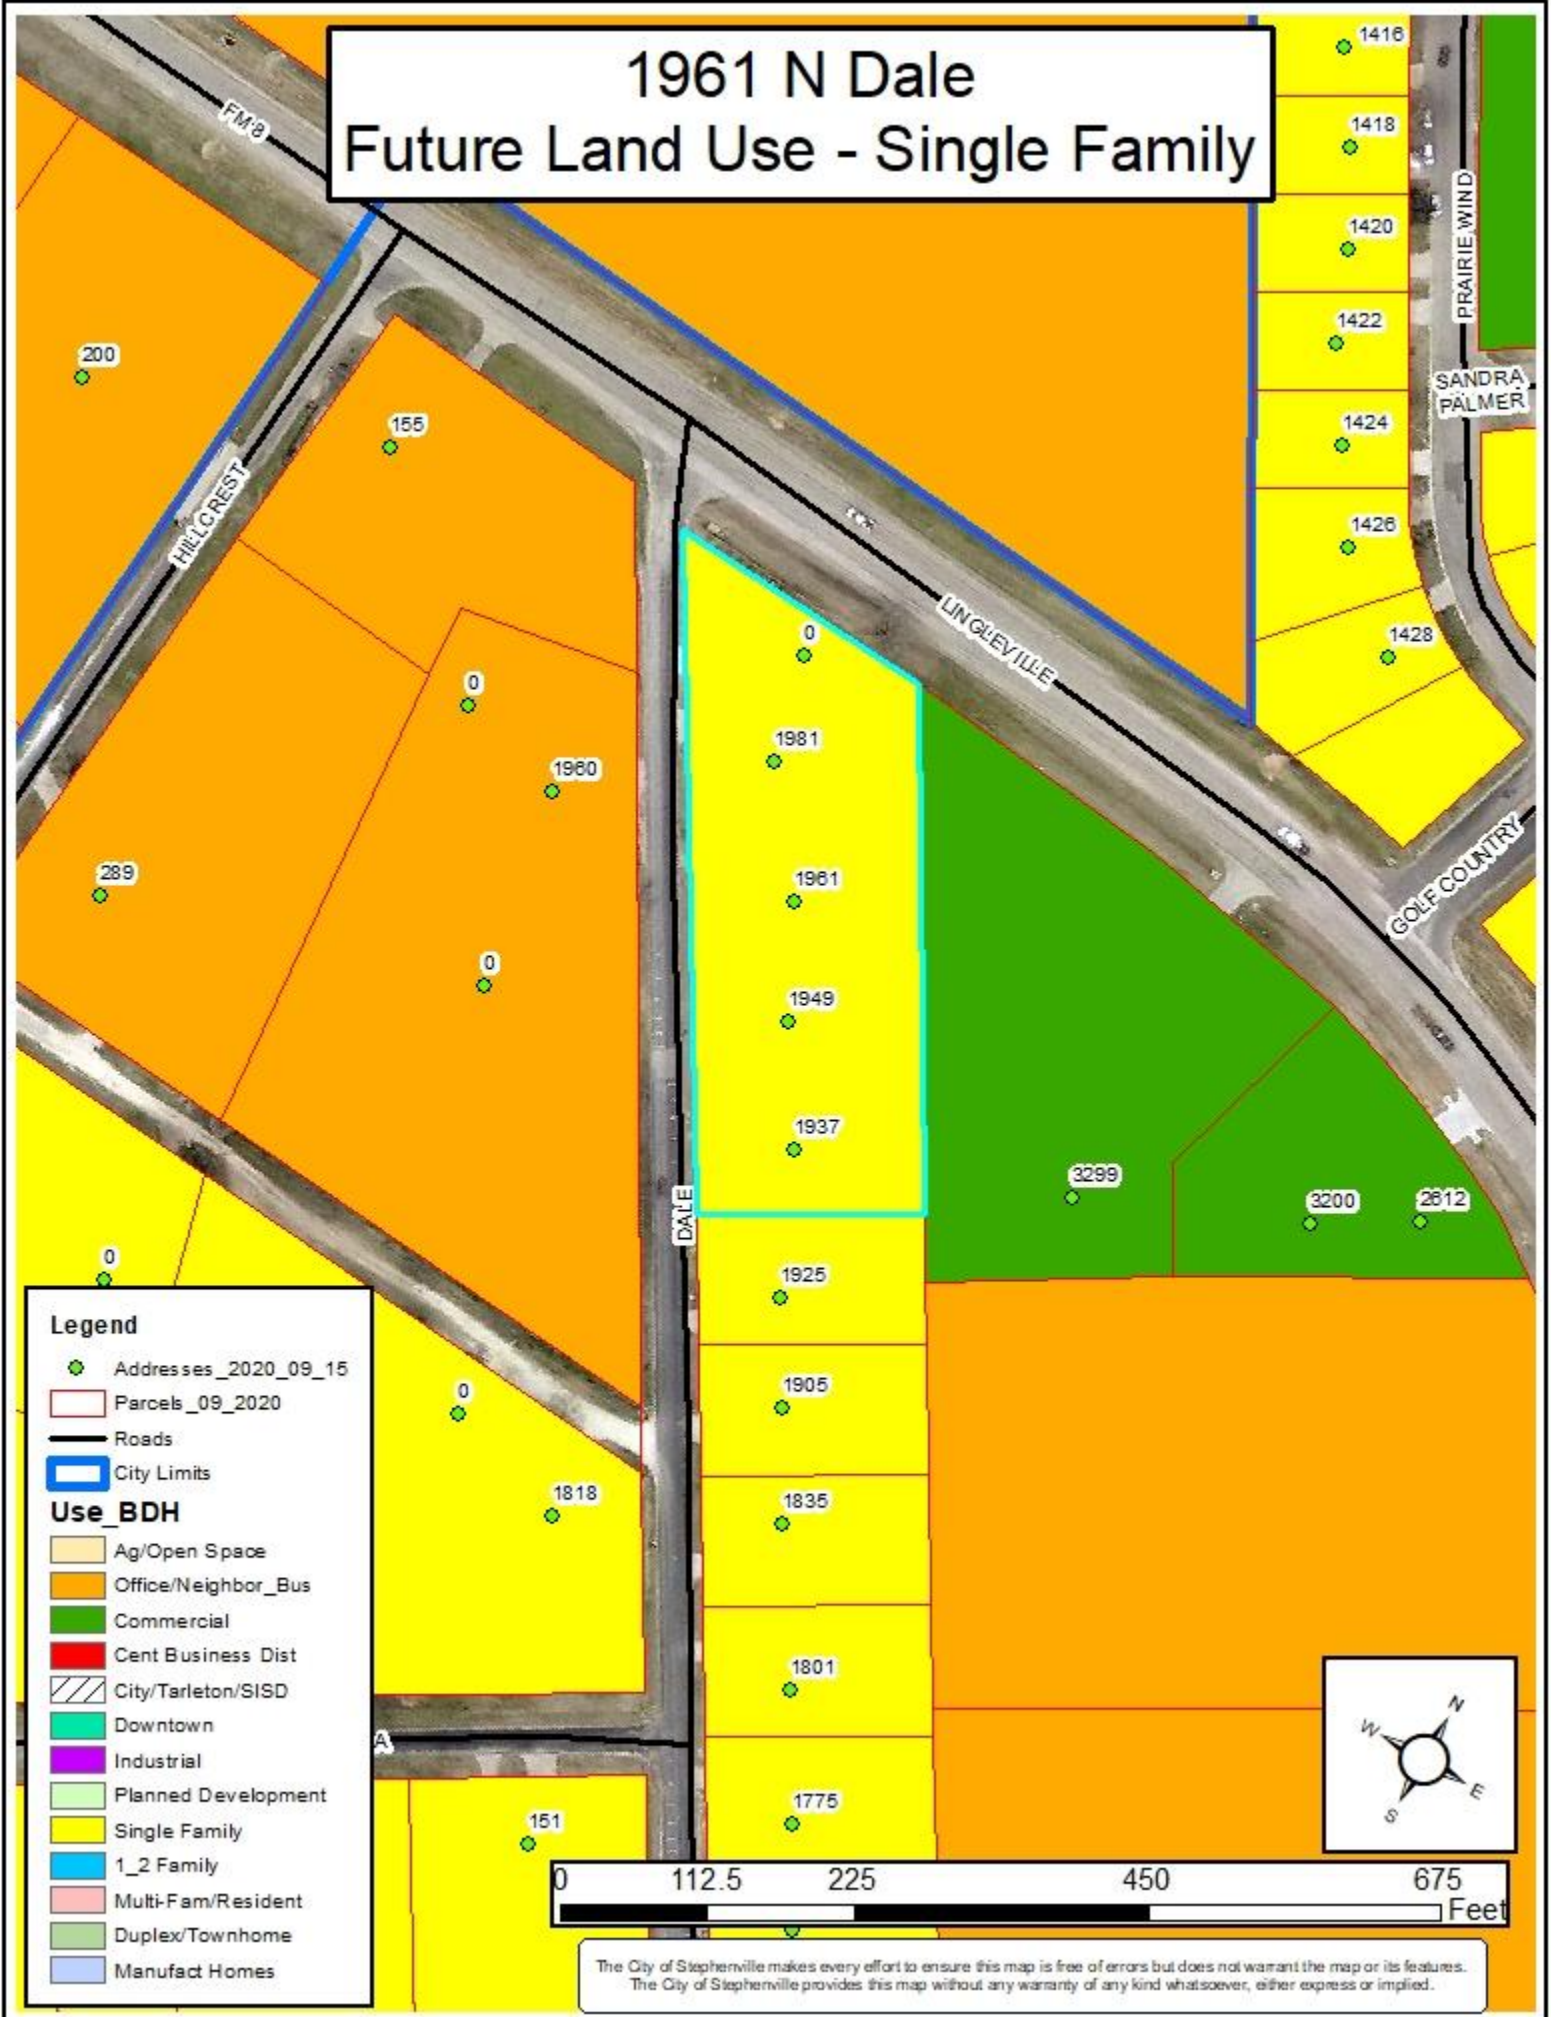 1961 N Dale
Future Land Use - Single Family
FM 8
1416
1418
1420
1422
1424
1426
1428
PRAIRIE WIND
SANDRA
PALMER
200
155
HILLCREST
LINGLEVILLE
0
0
1981
1960
1961
289
0
1949
1937
GOLF COUNTRY
3299
3200
2612
DALE
0
1925
1905
0
1835
1818
1801
1775
151
A
Legend
Addresses_2020_09_15
Parcels_09_2020
Roads
City Limits
Use_BDH
Ag/Open Space
Office/Neighbor_Bus
Commercial
Cent Business Dist
City/Tarleton/SISD
Downtown
Industrial
Planned Development
Single Family
1_2 Family
Multi-Fam/Resident
Duplex/Townhome
Manufact Homes
N
W
E
S
0 112.5 225 450 675
Feet
The City of Stephenville makes every effort to ensure this map is free of errors but does not warrant the map or its features.
The City of Stephenville provides this map without any warranty of any kind whatsoever, either express or implied.